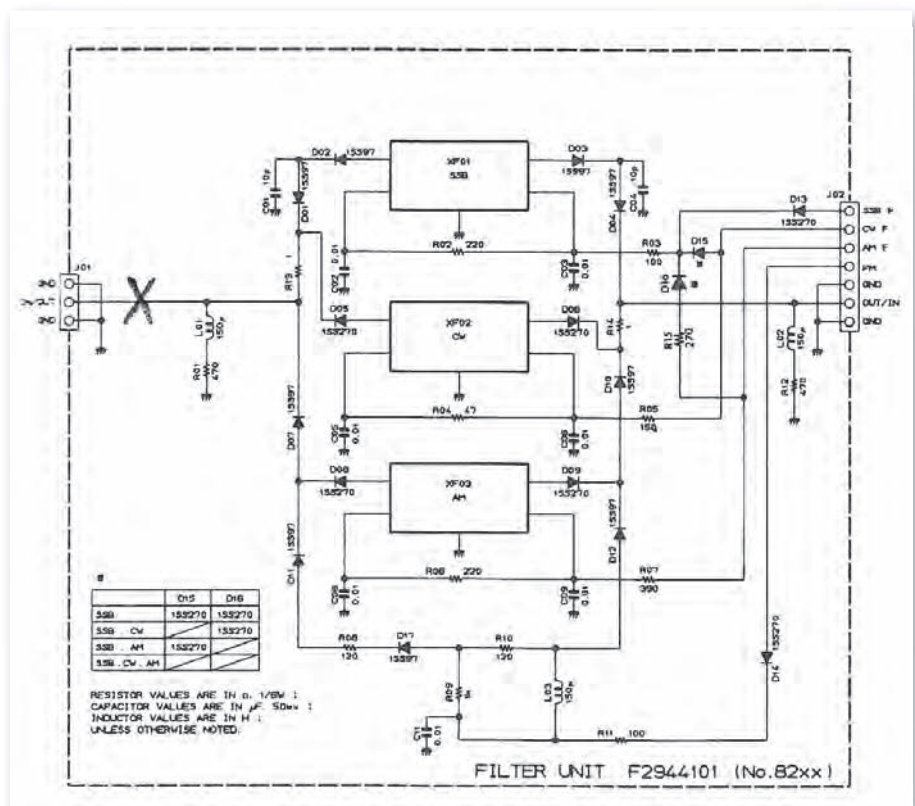 D02
1SS97
XF01
SSB
D03
1SS97
C01
10p
1SS97
D01
C04
10p
1SS97
D04
D13
1SS270
J02
SSB F
CW F
AM F
FM
GND
OUT/IN
GND
R02 220
C02 0.01
C03 0.01
R03
100
D15
D16
R13
1
J01
L01
150μ
R01
470
D05
1SS270
XF02
CW
D06
1SS270
R14
1
R15
270
L02
150μ
R12
470
D10
1SS97
R04 47
C05
0.01
C06
0.01
R05
150
1SS97
D07
D08
1SS270
XF03
AM
D09
1SS270
1SS97
D11
D12
1SS97
R06 220
C08
0.01
C09
0.01
R07
390
D15 D16
SSB 1SS270 1SS270
SSB . CW 1SS270
SSB . AM 1SS270
SSB . CW . AM
R08
120
D17
1SS97
R10
120
R09
1k
L03
150μ
C11
0.01
R11 100
1SS270
D14
RESISTOR VALUES ARE IN Ω, 1/8W ;
CAPACITOR VALUES ARE IN μF, 50WV ;
INDUCTOR VALUES ARE IN H ;
UNLESS OTHERWISE NOTED.
FILTER UNIT F2944101 (No.82xx)